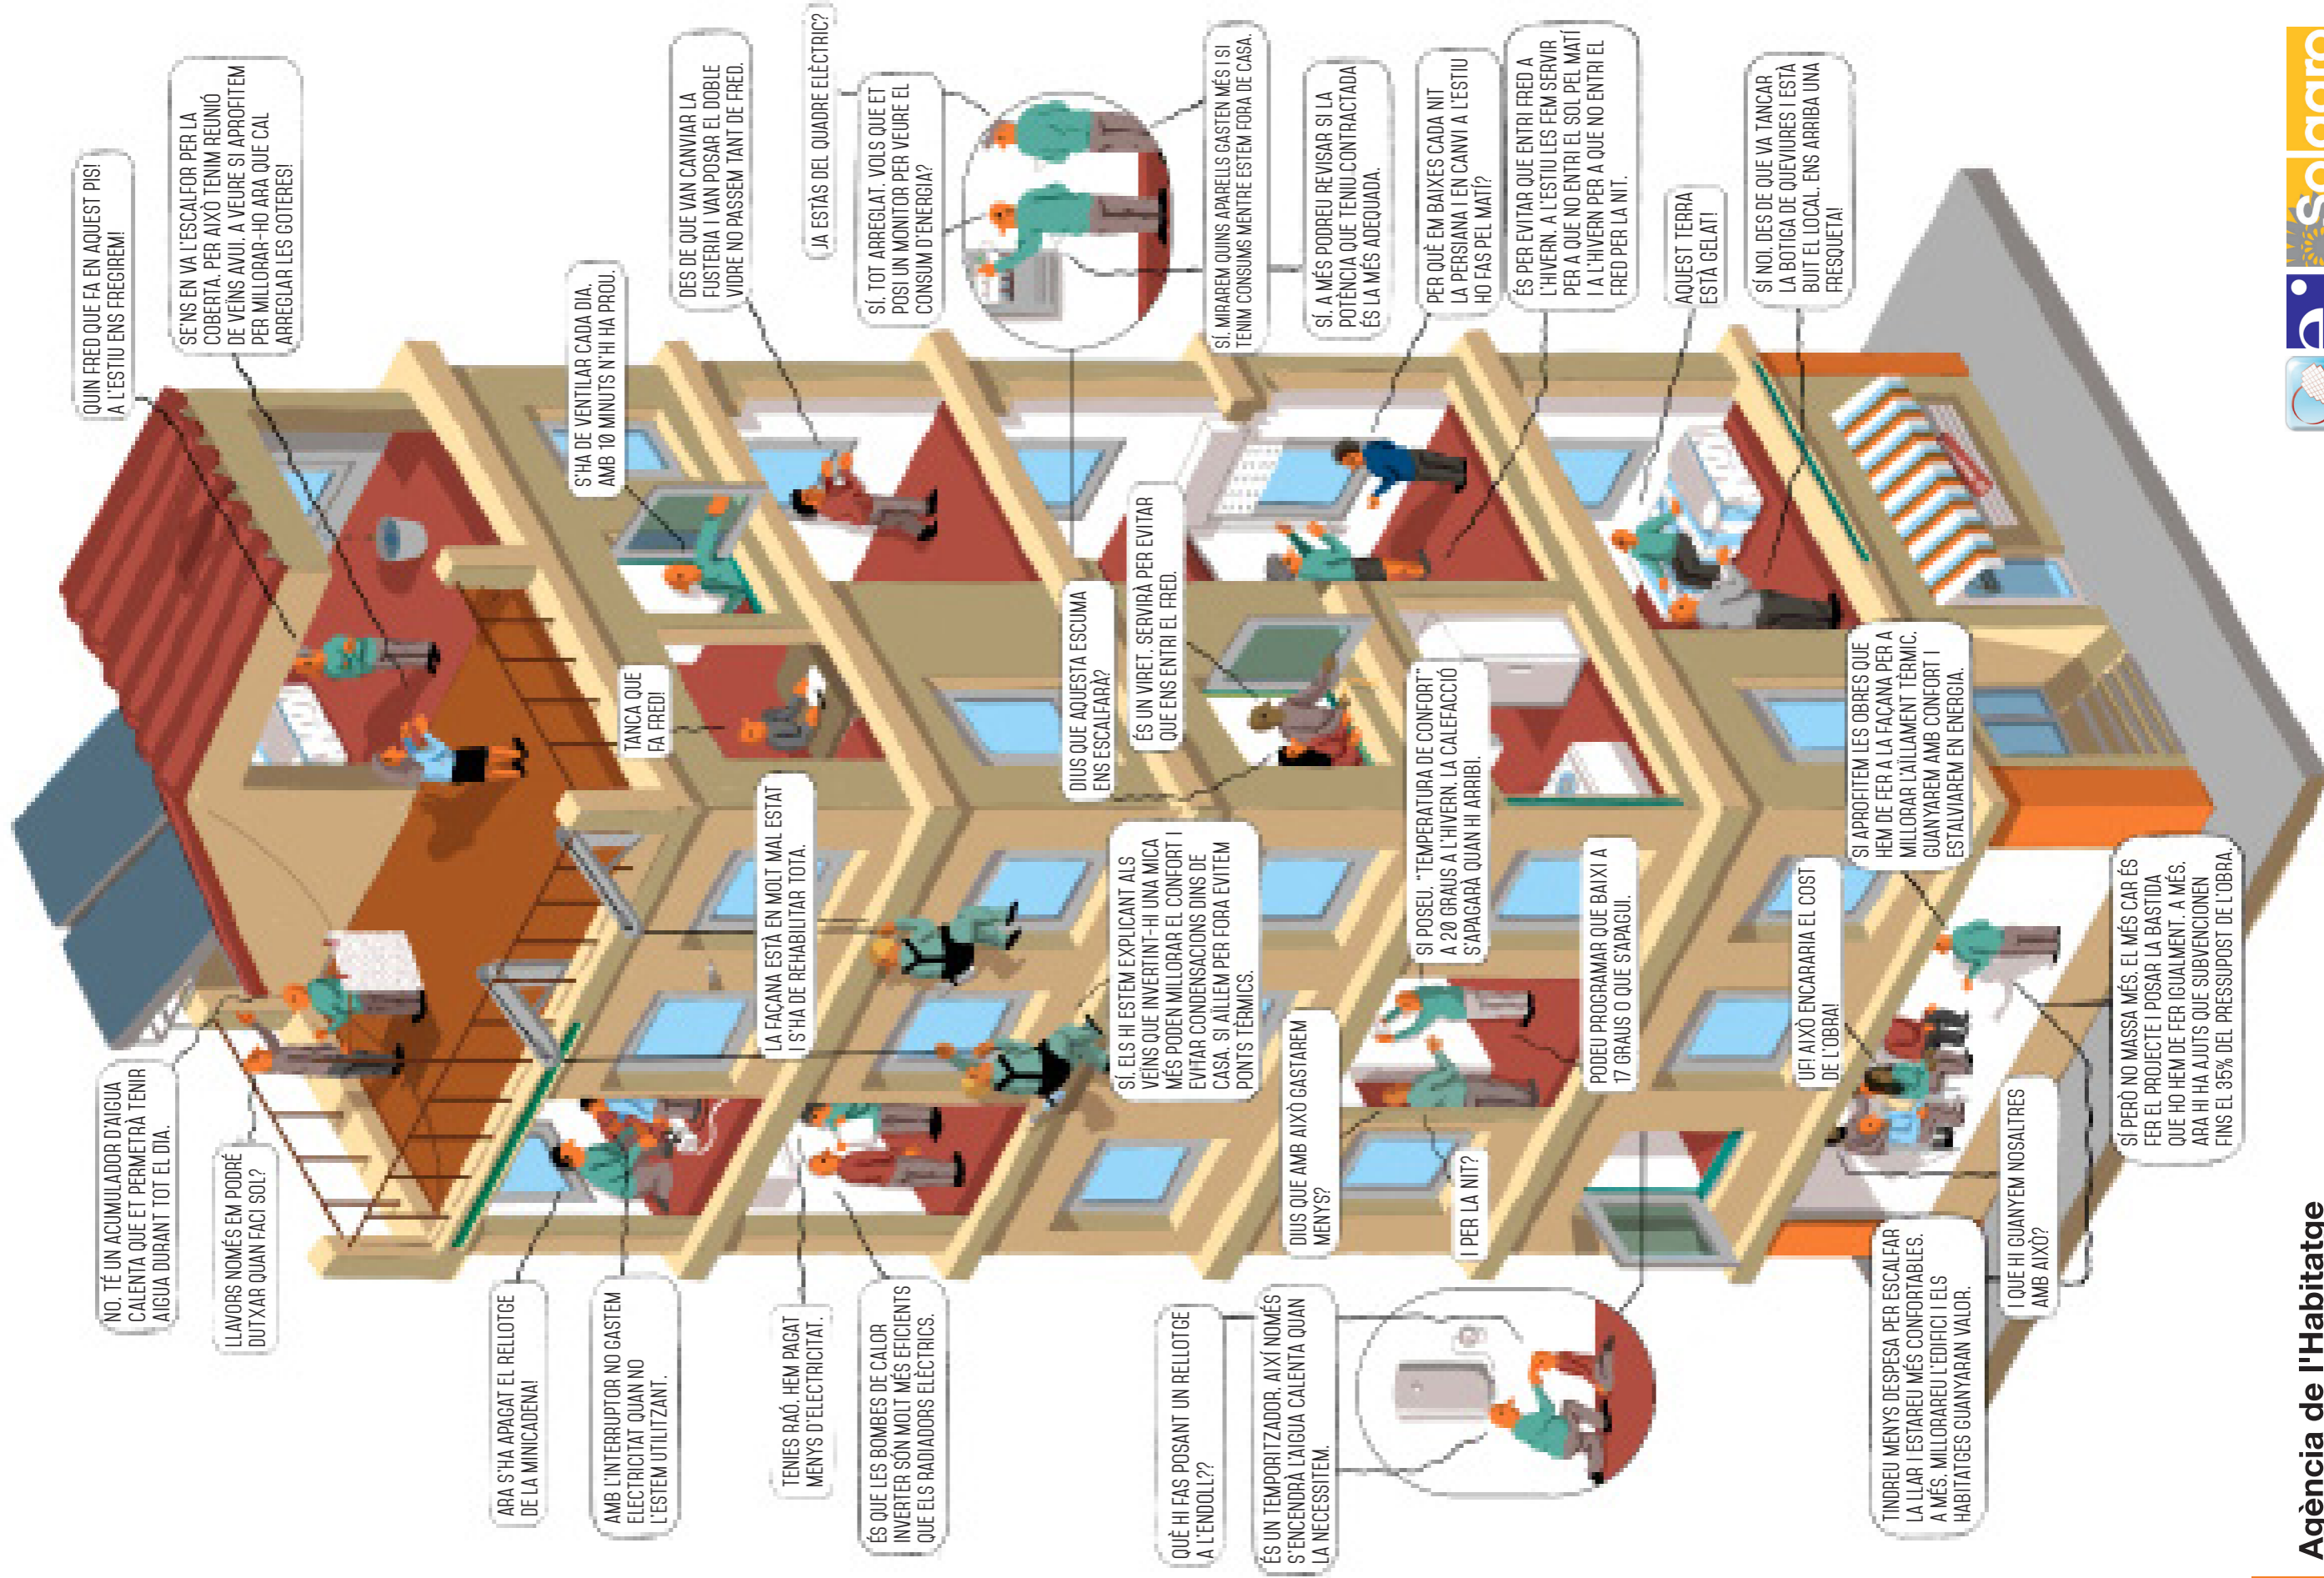 QUIN FRED QUE FA EN AQUEST PIS!
A L'ESTIU ENS FREGIREM!
SE'NS EN VA L'ESCALFOR PER LA
COBERTA. PER AIXÒ TENIM REUNIÓ
DE VEÏNS AVUI. A VEURE SI APROFITEM
PER MILLORAR-HO ARA QUE CAL
ARREGLAR LES GOTERES!
NO. TÉ UN ACUMULADOR D'AIGUA
CALENTA QUE ET PERMETRÀ TENIR
AIGUA DURANT TOT EL DIA.
LLAVORS NOMÉS EM PODRÉ
DUTXAR QUAN FACI SOL?
S'HA DE VENTILAR CADA DIA.
AMB 10 MINUTS N'HI HA PROU.
TANCA QUE
FA FRED!
ARA S'HA APAGAT EL RELLOTGE
DE LA MINICADENA!
AMB L'INTERRUPTOR NO GASTEM
ELECTRICITAT QUAN NO
L'ESTEM UTILITZANT.
DES DE QUE VAN CANVIAR LA
FUSTERIA I VAN POSAR EL DOBLE
VIDRE NO PASSEM TANT DE FRED.
LA FAÇANA ESTÀ EN MOLT MAL ESTAT
I S'HA DE REHABILITAR TOTA.
TENIES RAÓ. HEM PAGAT
MENYS D'ELECTRICITAT.
ÉS QUE LES BOMBES DE CALOR
INVERTER SÓN MOLT MÉS EFICIENTS
QUE ELS RADIADORS ELÈCTRICS.
JA ESTÀS DEL QUADRE ELÈCTRIC?
SÍ. TOT ARREGLAT. VOLS QUE ET
POSI UN MONITOR PER VEURE EL
CONSUM D'ENERGIA?
SÍ. MIRAREM QUINS APARELLS GASTEN MÉS I SI
TENIM CONSUMS MENTRE ESTEM FORA DE CASA.
SÍ. A MÉS PODREU REVISAR SI LA
POTÈNCIA QUE TENIU CONTRACTADA
ÉS LA MÉS ADEQUADA.
DIUS QUE AQUESTA ESCUMA
ENS ESCALFARÀ?
ÉS UN VIRET. SERVIRÀ PER EVITAR
QUE ENS ENTRI EL FRED.
SÍ. ELS HI ESTEM EXPLICANT ALS
VEÏNS QUE INVERTINT-HI UNA MICA
MÉS PODEN MILLORAR EL CONFORT I
EVITAR CONDENSACIONS DINS DE
CASA. SI AÏLLEM PER FORA EVITEM
PONTS TÈRMICS.
PER QUÈ EM BAIXES CADA NIT
LA PERSIANA I EN CANVI A L'ESTIU
HO FAS PEL MATÍ?
ÉS PER EVITAR QUE ENTRI FRED A
L'HIVERN. A L'ESTIU LES FEM SERVIR
PER A QUE NO ENTRI EL SOL PEL MATÍ
I A L'HIVERN PER A QUE NO ENTRI EL
FRED PER LA NIT.
DIUS QUE AMB AIXÒ GASTAREM
MENYS?
SI POSEU. "TEMPERATURA DE CONFORT"
A 20 GRAUS A L'HIVERN. LA CALEFACCIÓ
S'APAGARÀ QUAN HI ARRIBI.
I PER LA NIT?
PODEU PROGRAMAR QUE BAIXI A
17 GRAUS O QUE S'APAGUI.
QUÈ HI FAS POSANT UN RELLOTGE
A L'ENDOLL??
ÉS UN TEMPORITZADOR. AIXÍ NOMÉS
S'ENCENDRÀ L'AIGUA CALENTA QUAN
LA NECESSITEM.
AQUEST TERRA
ESTÀ GELAT!
SÍ NOI. DES DE QUE VA TANCAR
LA BOTIGA DE QUEVIURES I ESTÀ
BUIT EL LOCAL. ENS ARRIBA UNA
FRESQUETA!
SI APROFITEM LES OBRES QUE
HEM DE FER A LA FAÇANA PER A
MILLORAR L'AÏLLAMENT TÈRMIC.
GUANYAREM AMB CONFORT I
ESTALVIAREM EN ENERGIA.
UF! AIXÒ ENCARARIA EL COST
DE L'OBRA!
SÍ PERÒ NO MASSA MÉS. EL MÉS CAR ÉS
FER EL PROJECTE I POSAR LA BASTIDA
QUE HO HEM DE FER IGUALMENT. A MÉS.
ARA HI HA AJUTS QUE SUBVENCIONEN
FINS EL 35% DEL PRESSUPOST DE L'OBRA.
I QUE HI GUANYEM NOSALTRES
AMB AIXÒ?
TINDREU MENYS DESPESA PER ESCALFAR
LA LLAR I ESTAREU MÉS CONFORTABLES.
A MÉS. MILLORAREU L'EDIFICI I ELS
HABITATGES GUANYARAN VALOR.
Agència de l'Habitatge